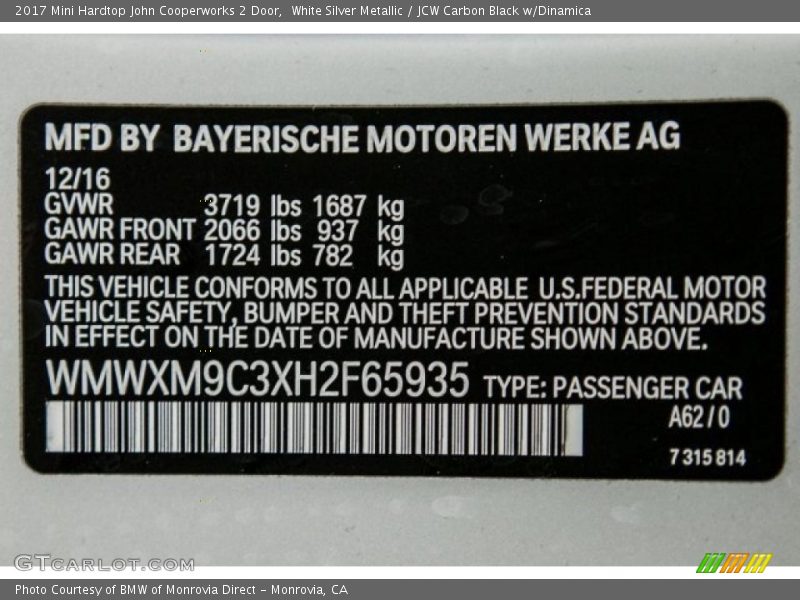 2017 Mini Hardtop John Cooperworks 2 Door, White Silver Metallic / JCW Carbon Black w/Dinamica
MFD BY BAYERISCHE MOTOREN WERKE AG
12/16
GVWR 3719 lbs 1687 kg
GAWR FRONT 2066 lbs 937 kg
GAWR REAR 1724 lbs 782 kg
THIS VEHICLE CONFORMS TO ALL APPLICABLE U.S.FEDERAL MOTOR
VEHICLE SAFETY, BUMPER AND THEFT PREVENTION STANDARDS
IN EFFECT ON THE DATE OF MANUFACTURE SHOWN ABOVE.
WMWXM9C3XH2F65935 TYPE: PASSENGER CAR
A62/0
7 315 814
GTCARLOT.COM
Photo Courtesy of BMW of Monrovia Direct - Monrovia, CA